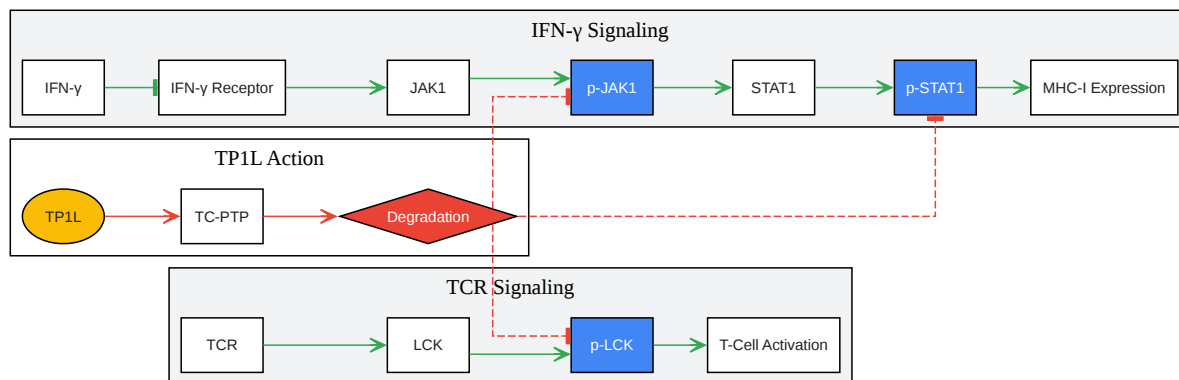 IFN-γ Signaling
IFN-γ
IFN-γ Receptor
JAK1
p-JAK1
STAT1
p-STAT1
MHC-I Expression
TP1L Action
TP1L
TC-PTP
Degradation
TCR Signaling
TCR
LCK
p-LCK
T-Cell Activation